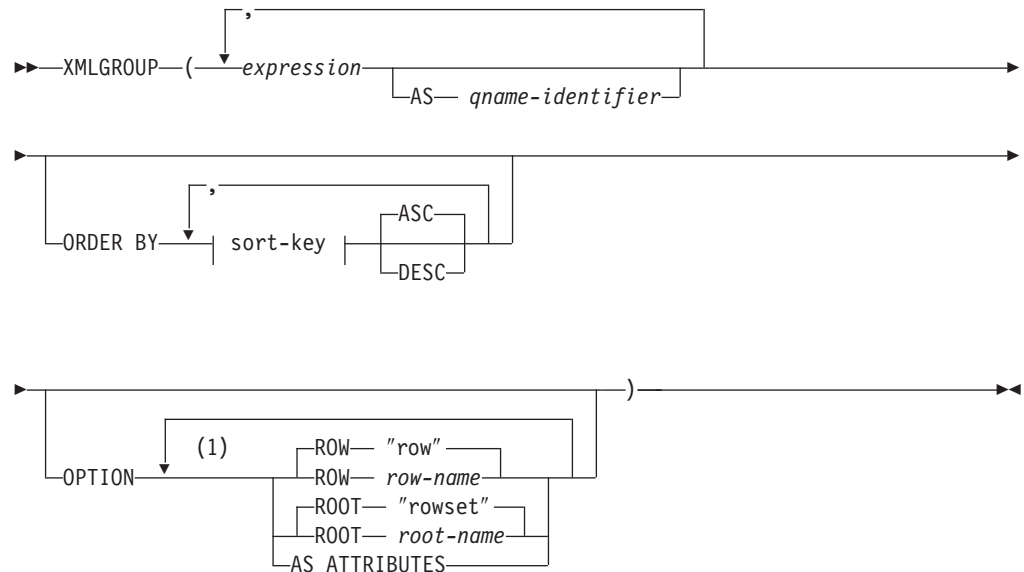 ,
XMLGROUP ( expression
AS qname-identifier
,
ORDER BY sort-key ASC
DESC
)
OPTION (1) ROW "row"
ROW row-name
ROOT "rowset"
ROOT root-name
AS ATTRIBUTES